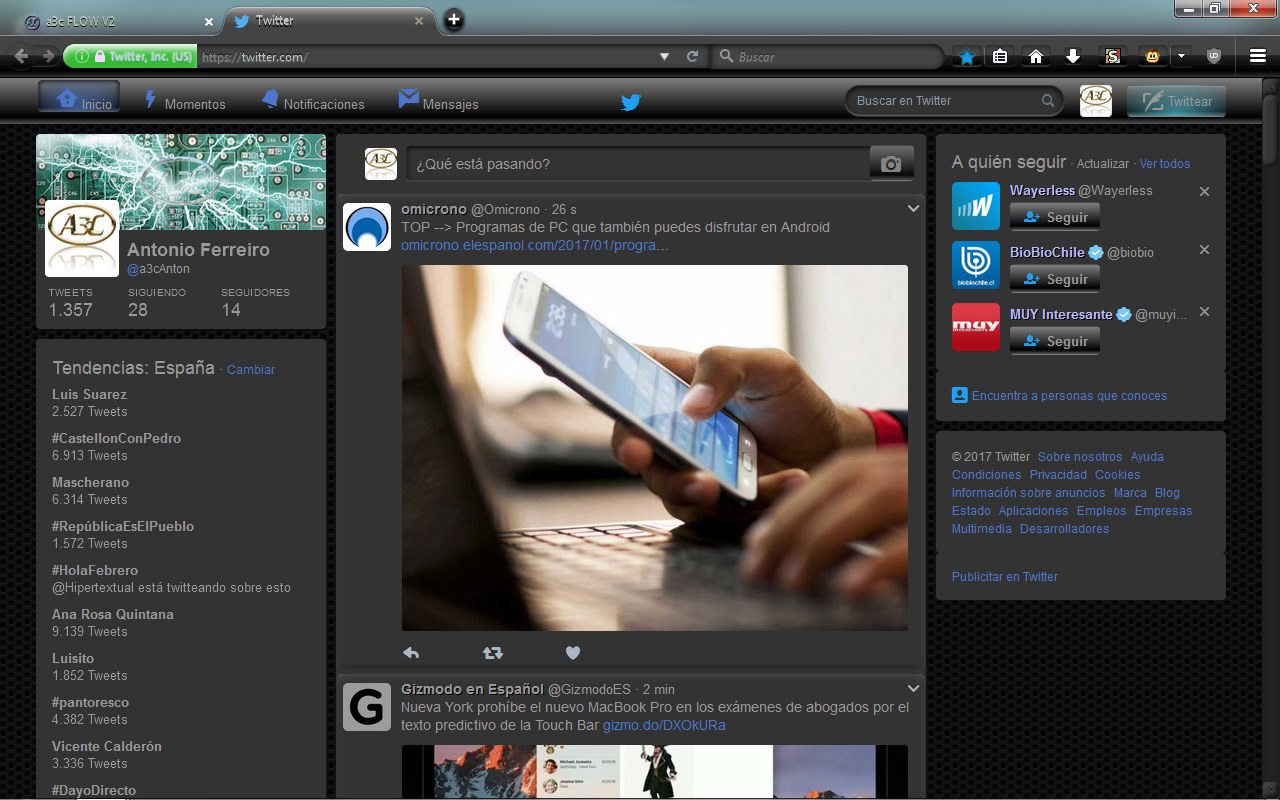 a3c FLOW V2
Twitter
Twitter, Inc. (US)
https://twitter.com/
Buscar
Inicio
Momentos
Notificaciones
Mensajes
Buscar en Twitter
A3C
Twittear
A3C
Antonio Ferreiro
@a3cAnton
TWEETS SIGUIENDO SEGUIDORES
1.357 28 14
Tendencias: España · Cambiar
Luis Suarez
2.527 Tweets
#CastellonConPedro
6.913 Tweets
Mascherano
6.314 Tweets
#RepúblicaEsElPueblo
1.572 Tweets
#HolaFebrero
@Hipertextual está twitteando sobre esto
Ana Rosa Quintana
9.139 Tweets
Luisito
1.852 Tweets
#pantoresco
4.382 Tweets
Vicente Calderón
3.336 Tweets
#DayoDirecto
A3C
¿Qué está pasando?
omicrono @Omicrono · 26 s
TOP --> Programas de PC que también puedes disfrutar en Android
omicrono.elespanol.com/2017/01/progra…
G
Gizmodo en Español @GizmodoES · 2 min
Nueva York prohíbe el nuevo MacBook Pro en los exámenes de abogados por el
texto predictivo de la Touch Bar gizmo.do/DXOkURa
A quién seguir · Actualizar · Ver todos
W
Wayerless @Wayerless
Seguir
biobiochile.cl
BioBioChile @biobio
Seguir
muy
MUY Interesante @muyi...
Seguir
Encuentra a personas que conoces
© 2017 Twitter Sobre nosotros Ayuda
Condiciones Privacidad Cookies
Información sobre anuncios Marca Blog
Estado Aplicaciones Empleos Empresas
Multimedia Desarrolladores
Publicitar en Twitter